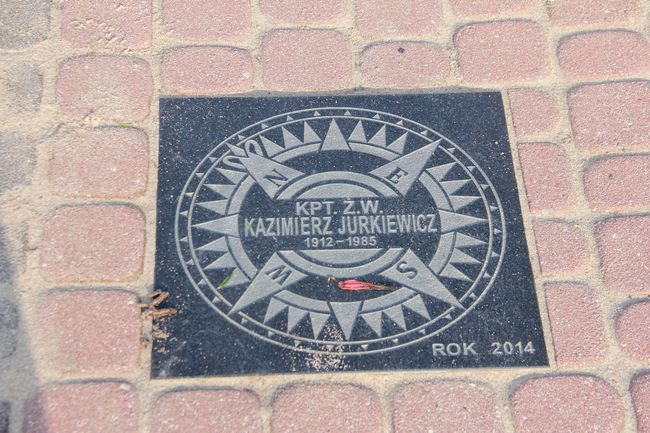 N E
KPT. Ż.W.
KAZIMIERZ JURKIEWICZ
1912-1985
W S
ROK 2014